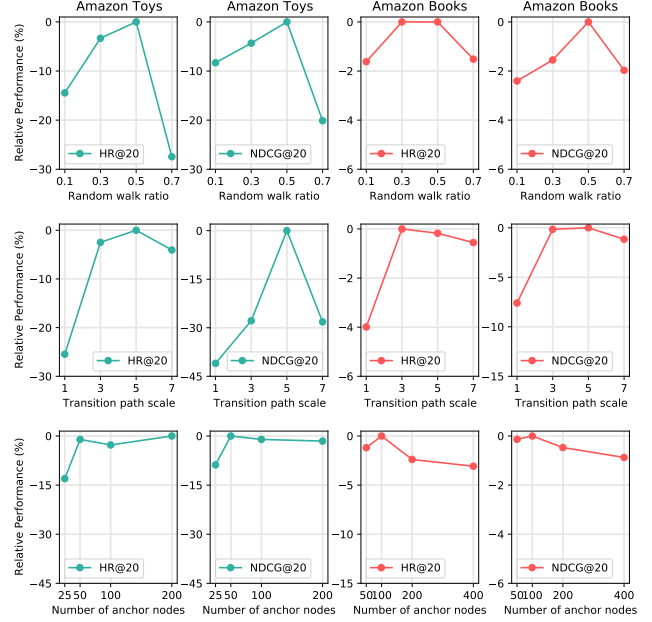 Amazon Toys Amazon Toys Amazon Books Amazon Books
Relative Performance (%)
0 −10 −20 −30
HR@20
0.1 0.3 0.5 0.7
Random walk ratio
0 −10 −20 −30
NDCG@20
0.1 0.3 0.5 0.7
Random walk ratio
0 −2 −4 −6
HR@20
0.1 0.3 0.5 0.7
Random walk ratio
0 −2 −4 −6
NDCG@20
0.1 0.3 0.5 0.7
Random walk ratio
Relative Performance (%)
0 −10 −20 −30
HR@20
1 3 5 7
Transition path scale
0 −15 −30 −45
NDCG@20
1 3 5 7
Transition path scale
0 −2 −4 −6
HR@20
1 3 5 7
Transition path scale
0 −5 −10 −15
NDCG@20
1 3 5 7
Transition path scale
Relative Performance (%)
0 −15 −30 −45
HR@20
25 50 100 200
Number of anchor nodes
0 −15 −30 −45
NDCG@20
25 50 100 200
Number of anchor nodes
0 −5 −10 −15
HR@20
50 100 200 400
Number of anchor nodes
0 −2 −4 −6
NDCG@20
50 100 200 400
Number of anchor nodes